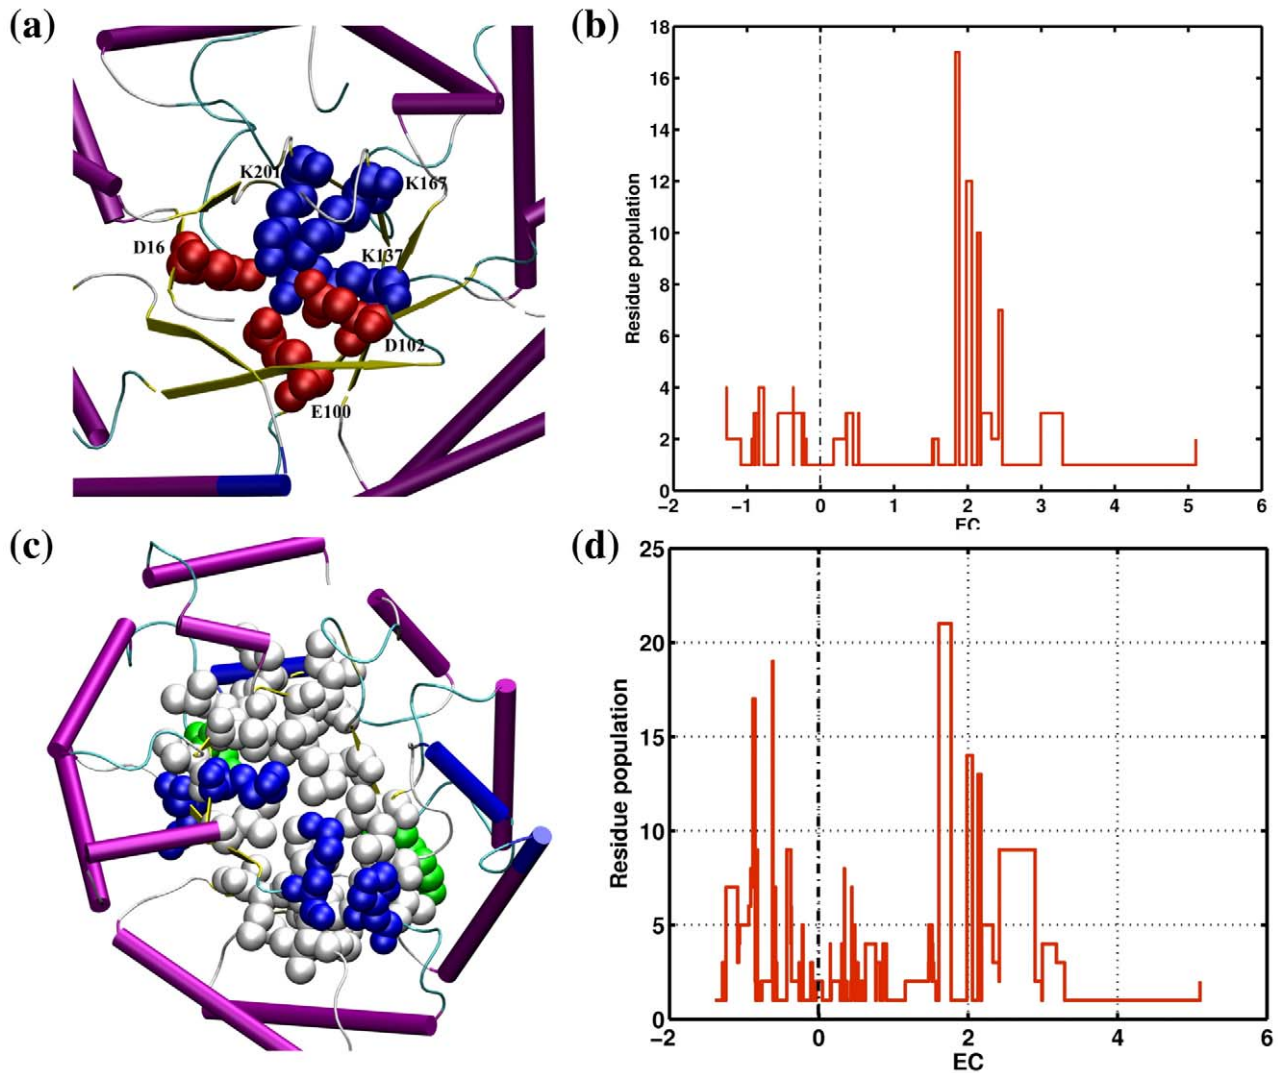 (a)
K201
K167
D16
K137
D102
E100
(b)
18
16
14
12
10
8
6
4
2
0
Residue population
−2 −1 0 1 2 3 4 5 6
EC
(c)
(d)
25
20
15
10
5
0
Residue population
−2 0 2 4 6
EC